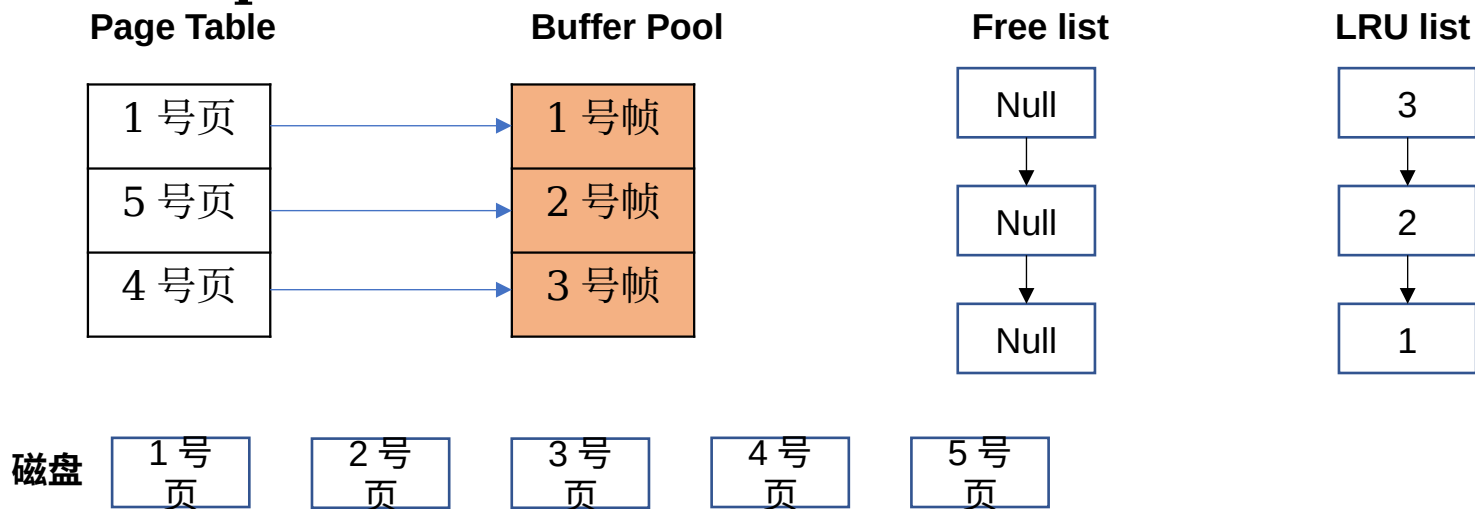 Page Table
Buffer Pool
Free list
LRU list
1 号页
1 号帧
Null
3
5 号页
2 号帧
Null
2
4 号页
3 号帧
Null
1
磁盘
1 号
页
2 号
页
3 号
页
4 号
页
5 号
页